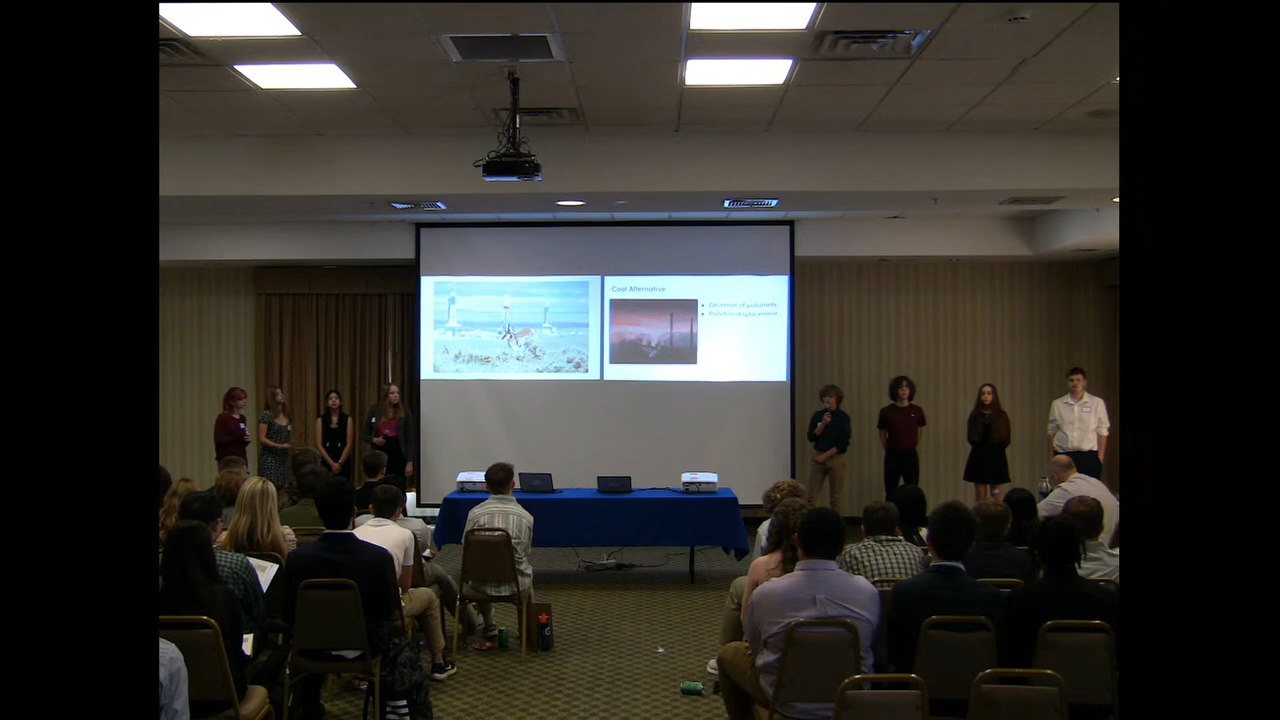 Coal Alternative
• Decrease of pollutants
• Pollution displacement